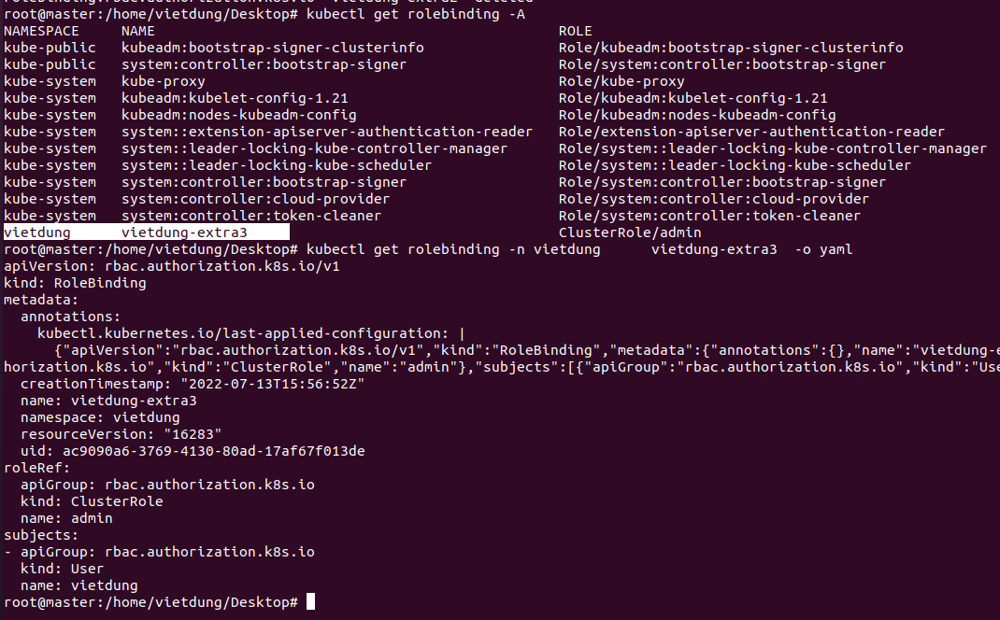 root@master:/home/vietdung/Desktop# kubectl get rolebinding -A
NAMESPACE NAME ROLE
kube-public kubeadm:bootstrap-signer-clusterinfo Role/kubeadm:bootstrap-signer-clusterinfo
kube-public system:controller:bootstrap-signer Role/system:controller:bootstrap-signer
kube-system kube-proxy Role/kube-proxy
kube-system kubeadm:kubelet-config-1.21 Role/kubeadm:kubelet-config-1.21
kube-system kubeadm:nodes-kubeadm-config Role/kubeadm:nodes-kubeadm-config
kube-system system::extension-apiserver-authentication-reader Role/extension-apiserver-authentication-reader
kube-system system::leader-locking-kube-controller-manager Role/system::leader-locking-kube-controller-manager
kube-system system::leader-locking-kube-scheduler Role/system::leader-locking-kube-scheduler
kube-system system:controller:bootstrap-signer Role/system:controller:bootstrap-signer
kube-system system:controller:cloud-provider Role/system:controller:cloud-provider
kube-system system:controller:token-cleaner Role/system:controller:token-cleaner
vietdung vietdung-extra3 ClusterRole/admin
root@master:/home/vietdung/Desktop# kubectl get rolebinding -n vietdung vietdung-extra3 -o yaml
apiVersion: rbac.authorization.k8s.io/v1
kind: RoleBinding
metadata:
  annotations:
    kubectl.kubernetes.io/last-applied-configuration: |
      {"apiVersion":"rbac.authorization.k8s.io/v1","kind":"RoleBinding","metadata":{"annotations":{},"name":"vietdung-e
horization.k8s.io","kind":"ClusterRole","name":"admin"},"subjects":[{"apiGroup":"rbac.authorization.k8s.io","kind":"Use
  creationTimestamp: "2022-07-13T15:56:52Z"
  name: vietdung-extra3
  namespace: vietdung
  resourceVersion: "16283"
  uid: ac9090a6-3769-4130-80ad-17af67f013de
roleRef:
  apiGroup: rbac.authorization.k8s.io
  kind: ClusterRole
  name: admin
subjects:
- apiGroup: rbac.authorization.k8s.io
  kind: User
  name: vietdung
root@master:/home/vietdung/Desktop#